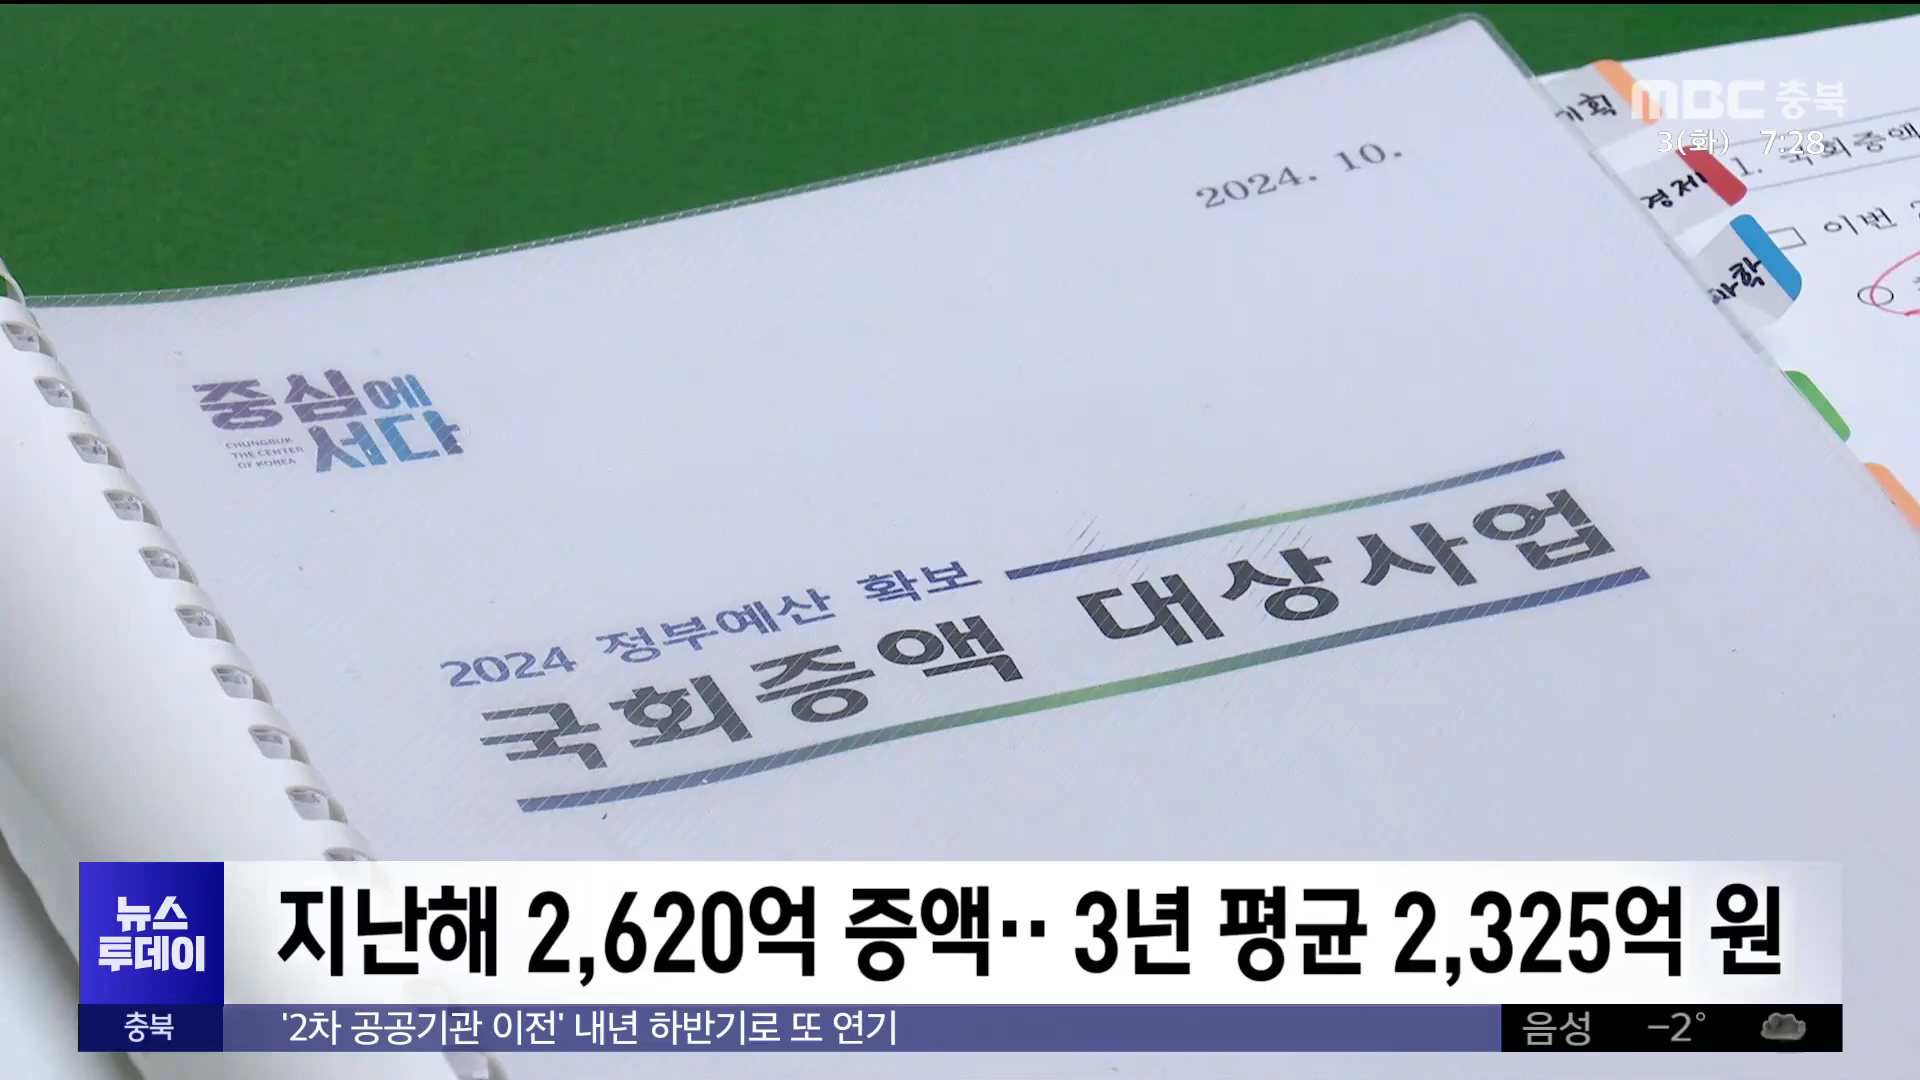 MBC 충북
3(화) 7:28
2024. 10.
경제
1. 국회증액
이번
중심에
서다
CHUNGBUK
THE CENTER
OF KOREA
2024 정부예산 확보
국회증액 대상사업
뉴스
투데이
지난해 2,620억 증액‥ 3년 평균 2,325억 원
충북
'2차 공공기관 이전' 내년 하반기로 또 연기
음성 -2°